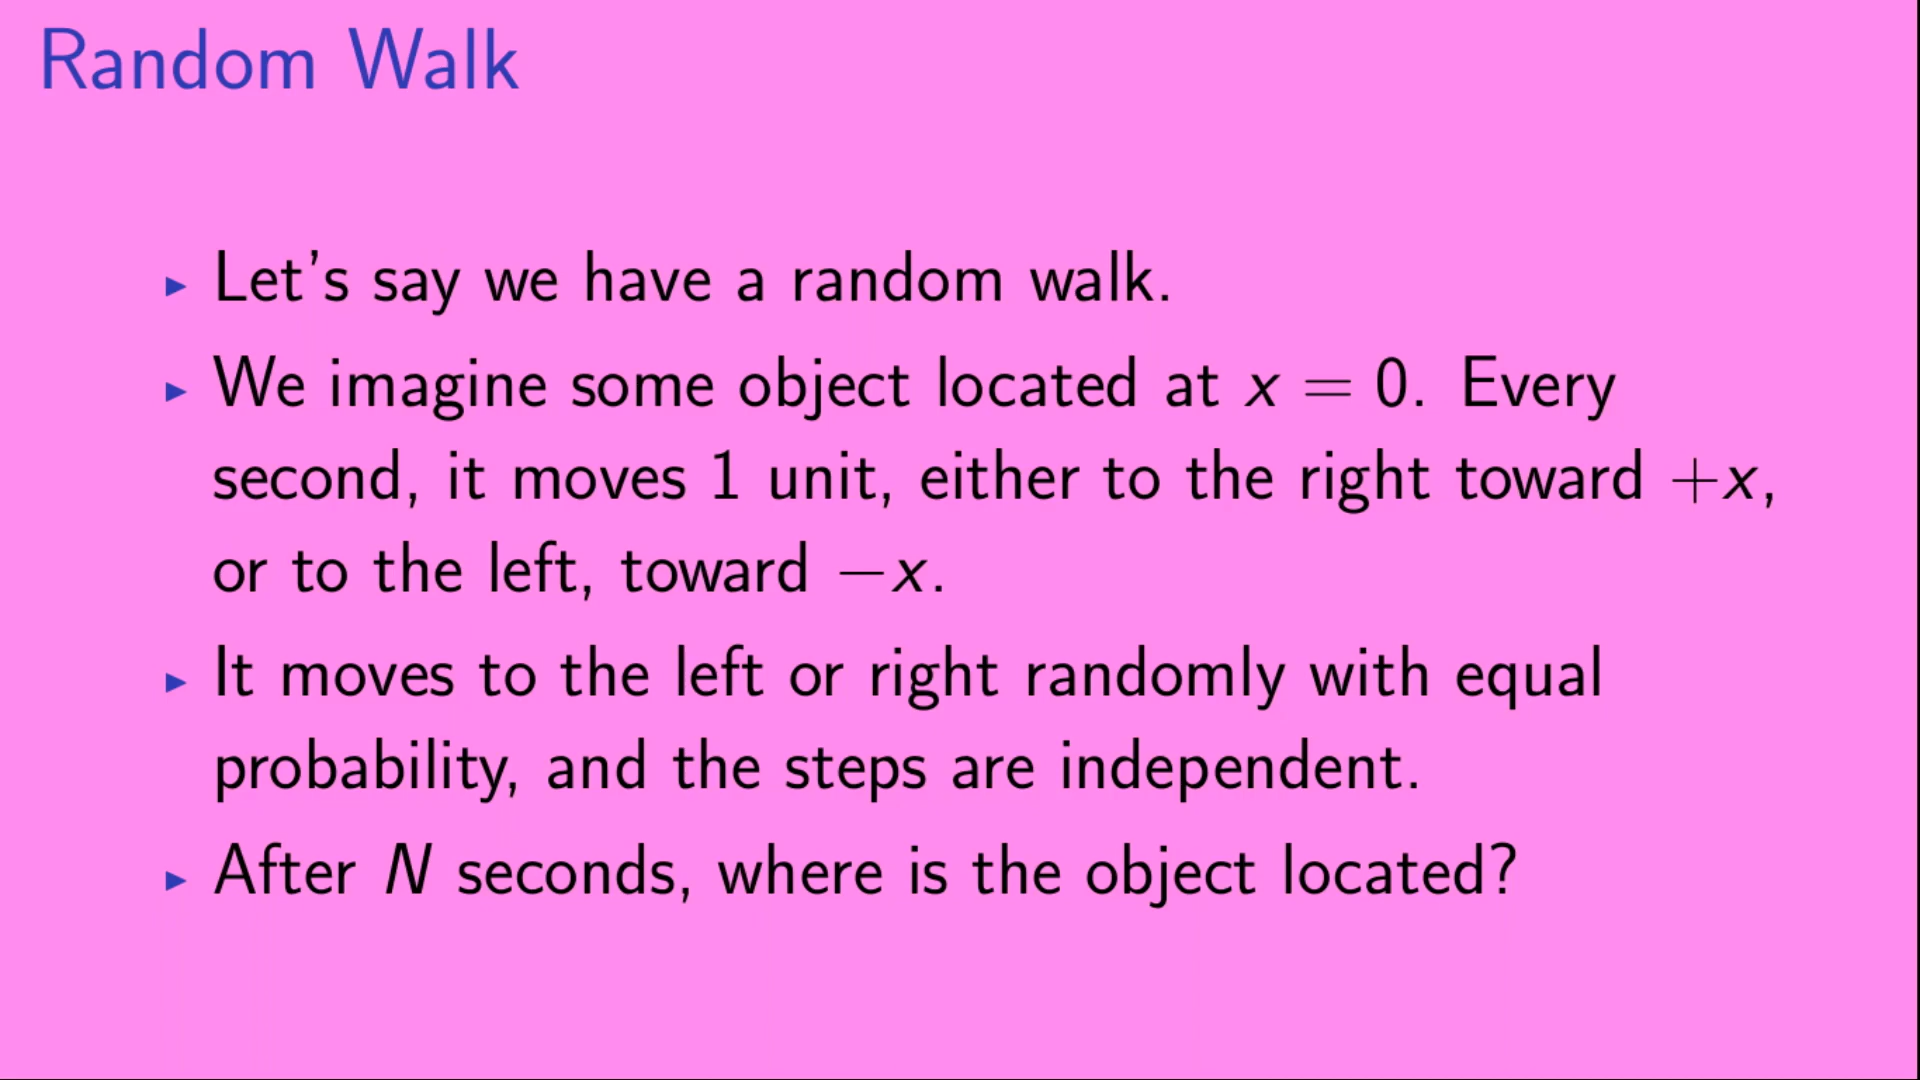 Random Walk
Let's say we have a random walk.
We imagine some object located at x = 0. Every
second, it moves 1 unit, either to the right toward +x,
or to the left, toward −x.
It moves to the left or right randomly with equal
probability, and the steps are independent.
After N seconds, where is the object located?